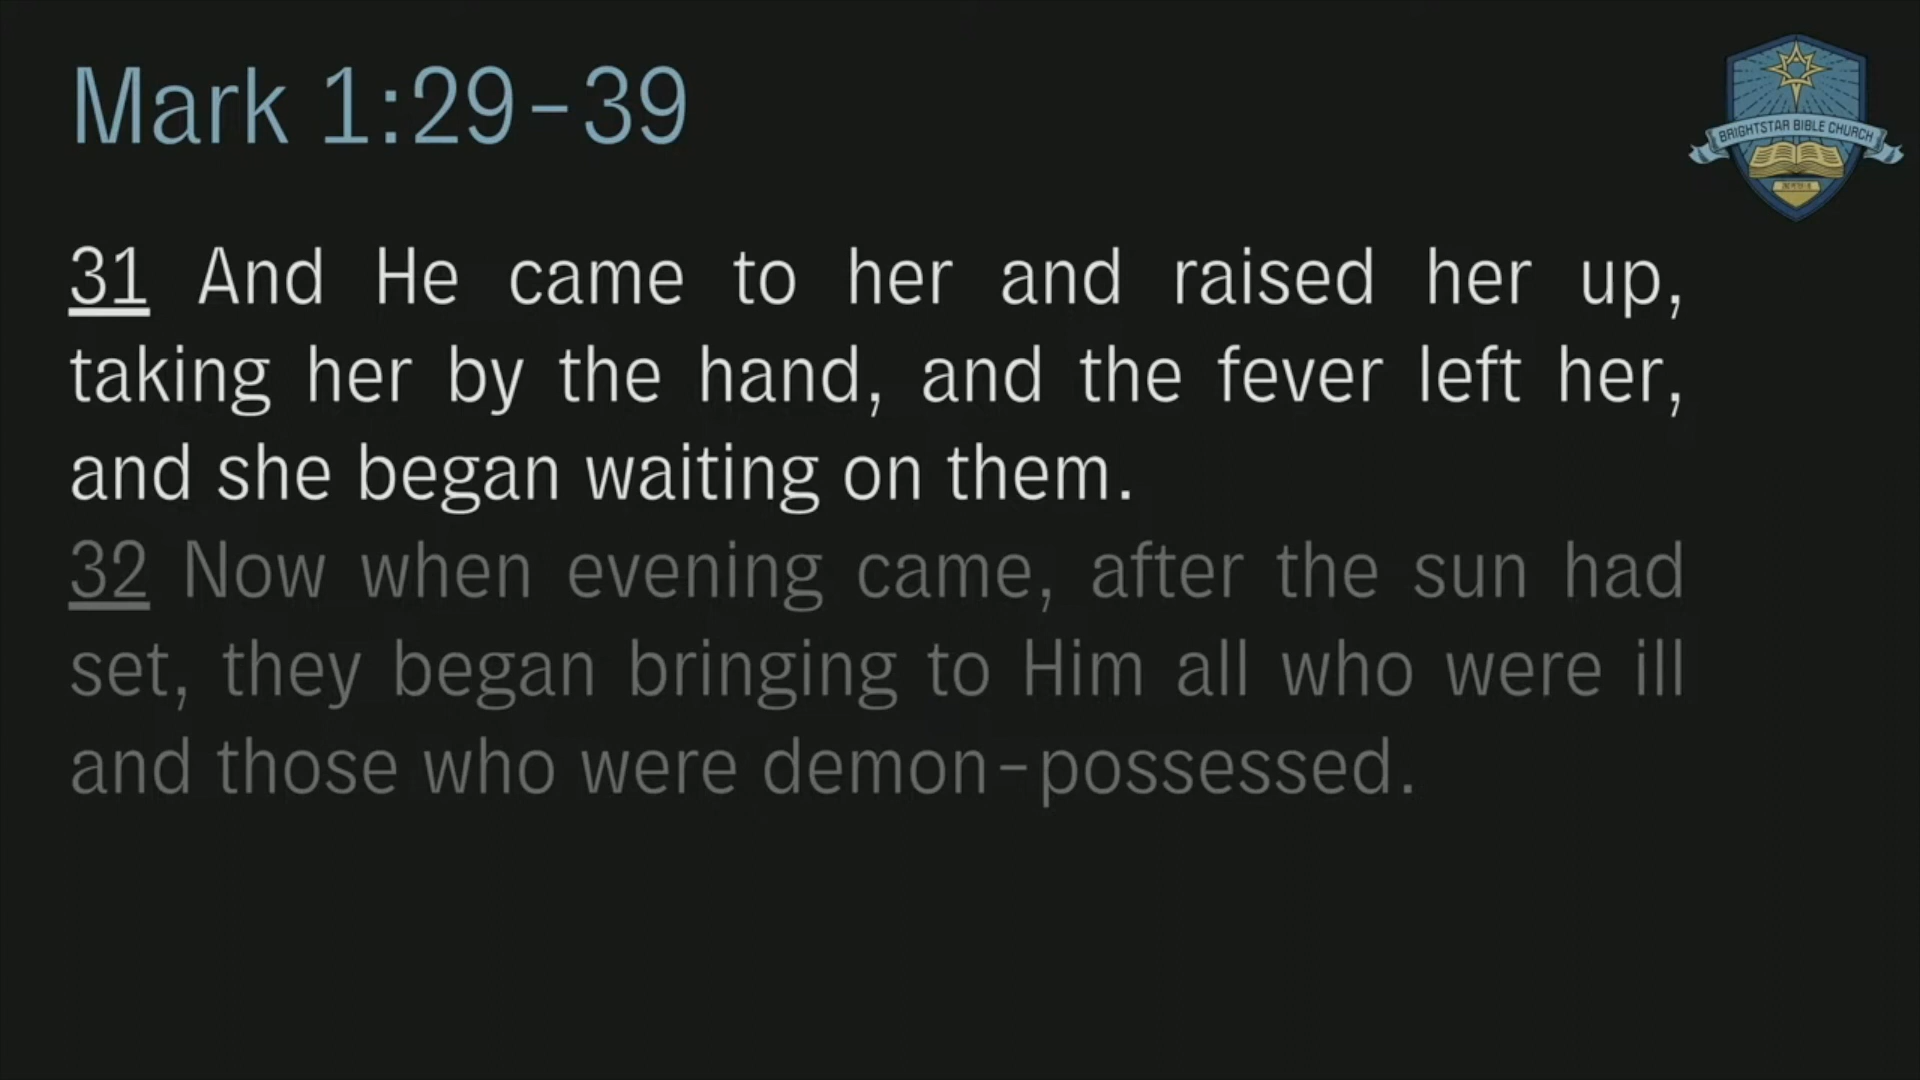 Mark 1:29-39
BRIGHTSTAR BIBLE CHURCH
31 And He came to her and raised her up,
taking her by the hand, and the fever left her,
and she began waiting on them.
32 Now when evening came, after the sun had
set, they began bringing to Him all who were ill
and those who were demon-possessed.